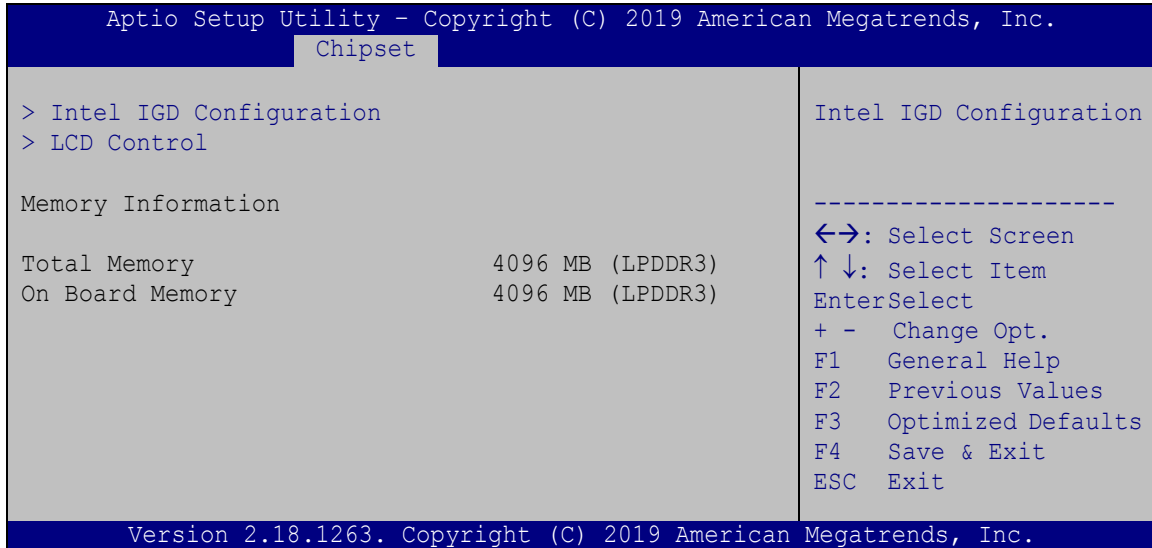 Aptio Setup Utility – Copyright (C) 2019 American Megatrends, Inc.
Chipset
> Intel IGD Configuration
> LCD Control
Memory Information
Total Memory 4096 MB (LPDDR3)
On Board Memory 4096 MB (LPDDR3)
Intel IGD Configuration
---------------------
←→: Select Screen
↑ ↓: Select Item
EnterSelect
+ - Change Opt.
F1 General Help
F2 Previous Values
F3 Optimized Defaults
F4 Save & Exit
ESC Exit
Version 2.18.1263. Copyright (C) 2019 American Megatrends, Inc.